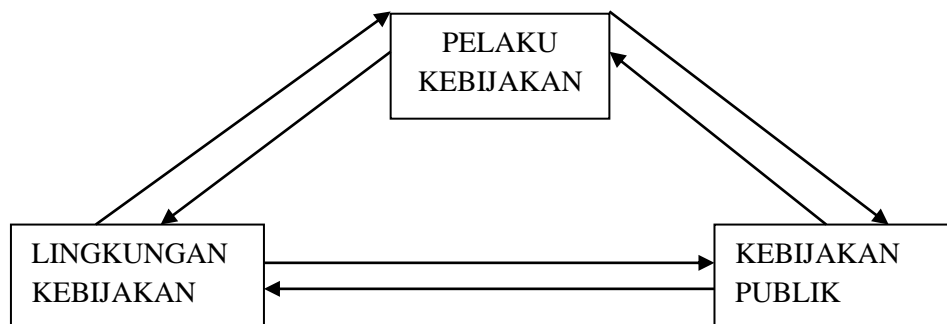 PELAKU
KEBIJAKAN
LINGKUNGAN
KEBIJAKAN
KEBIJAKAN
PUBLIK